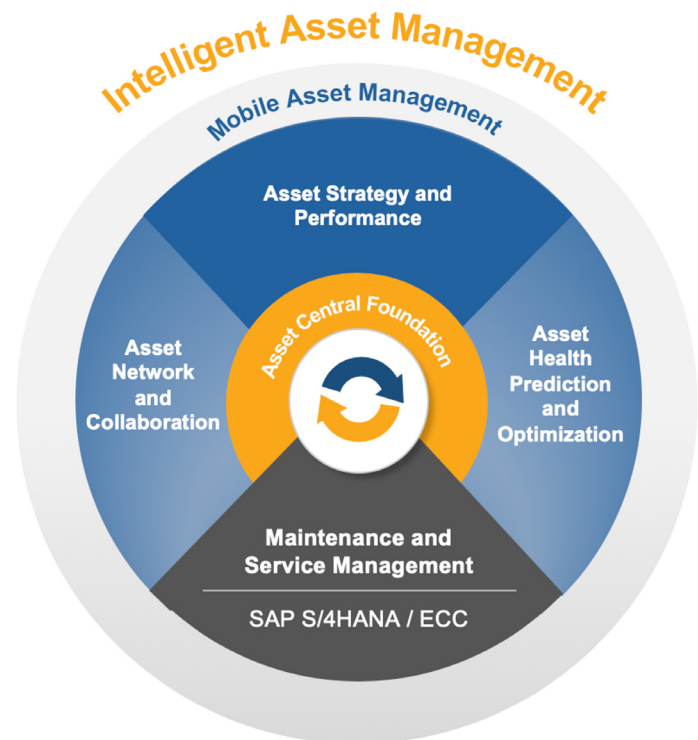 Intelligent Asset Management
Mobile Asset Management
Asset Strategy and
Performance
Asset Central Foundation
Asset
Network
and
Collaboration
Asset
Health
Prediction
and
Optimization
Maintenance and
Service Management
SAP S/4HANA / ECC